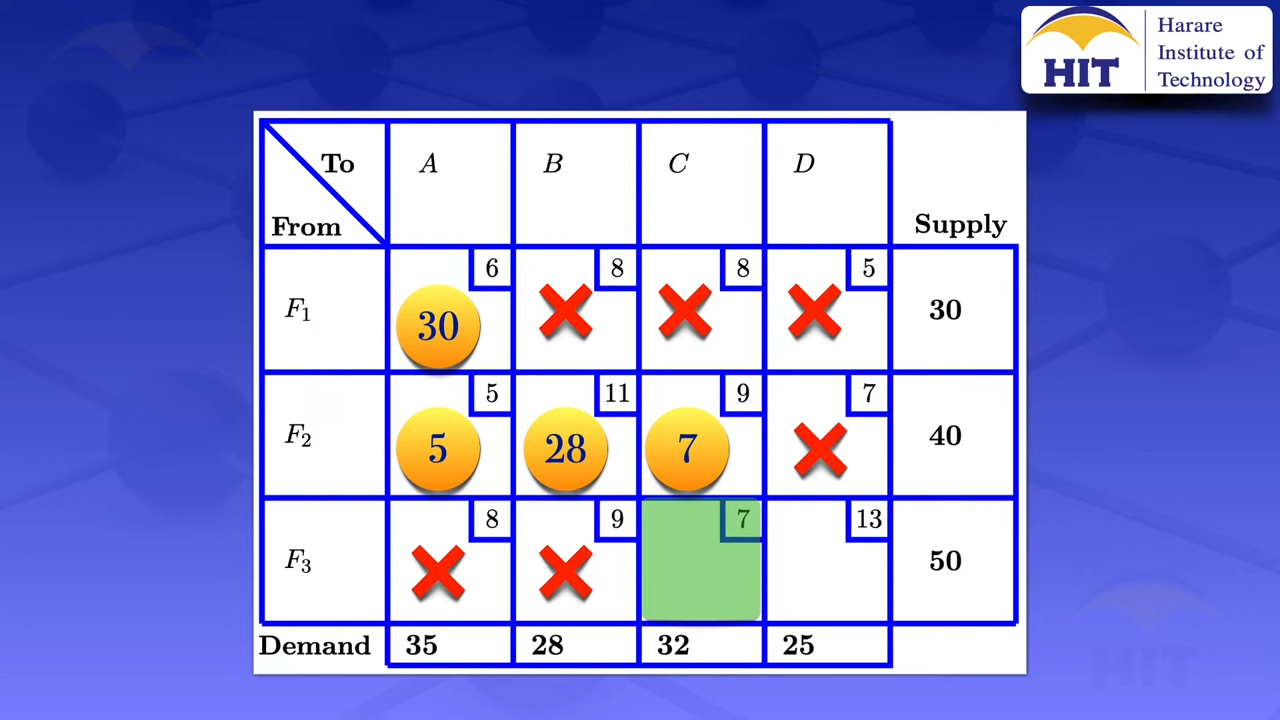 HIT
Harare
Institute of
Technology
To
From
A B C D
Supply
6 8 8 5
F1 30 30
5 11 9 7
F2 5 28 7 40
8 9 7 13
F3 50
Demand 35 28 32 25
HIT